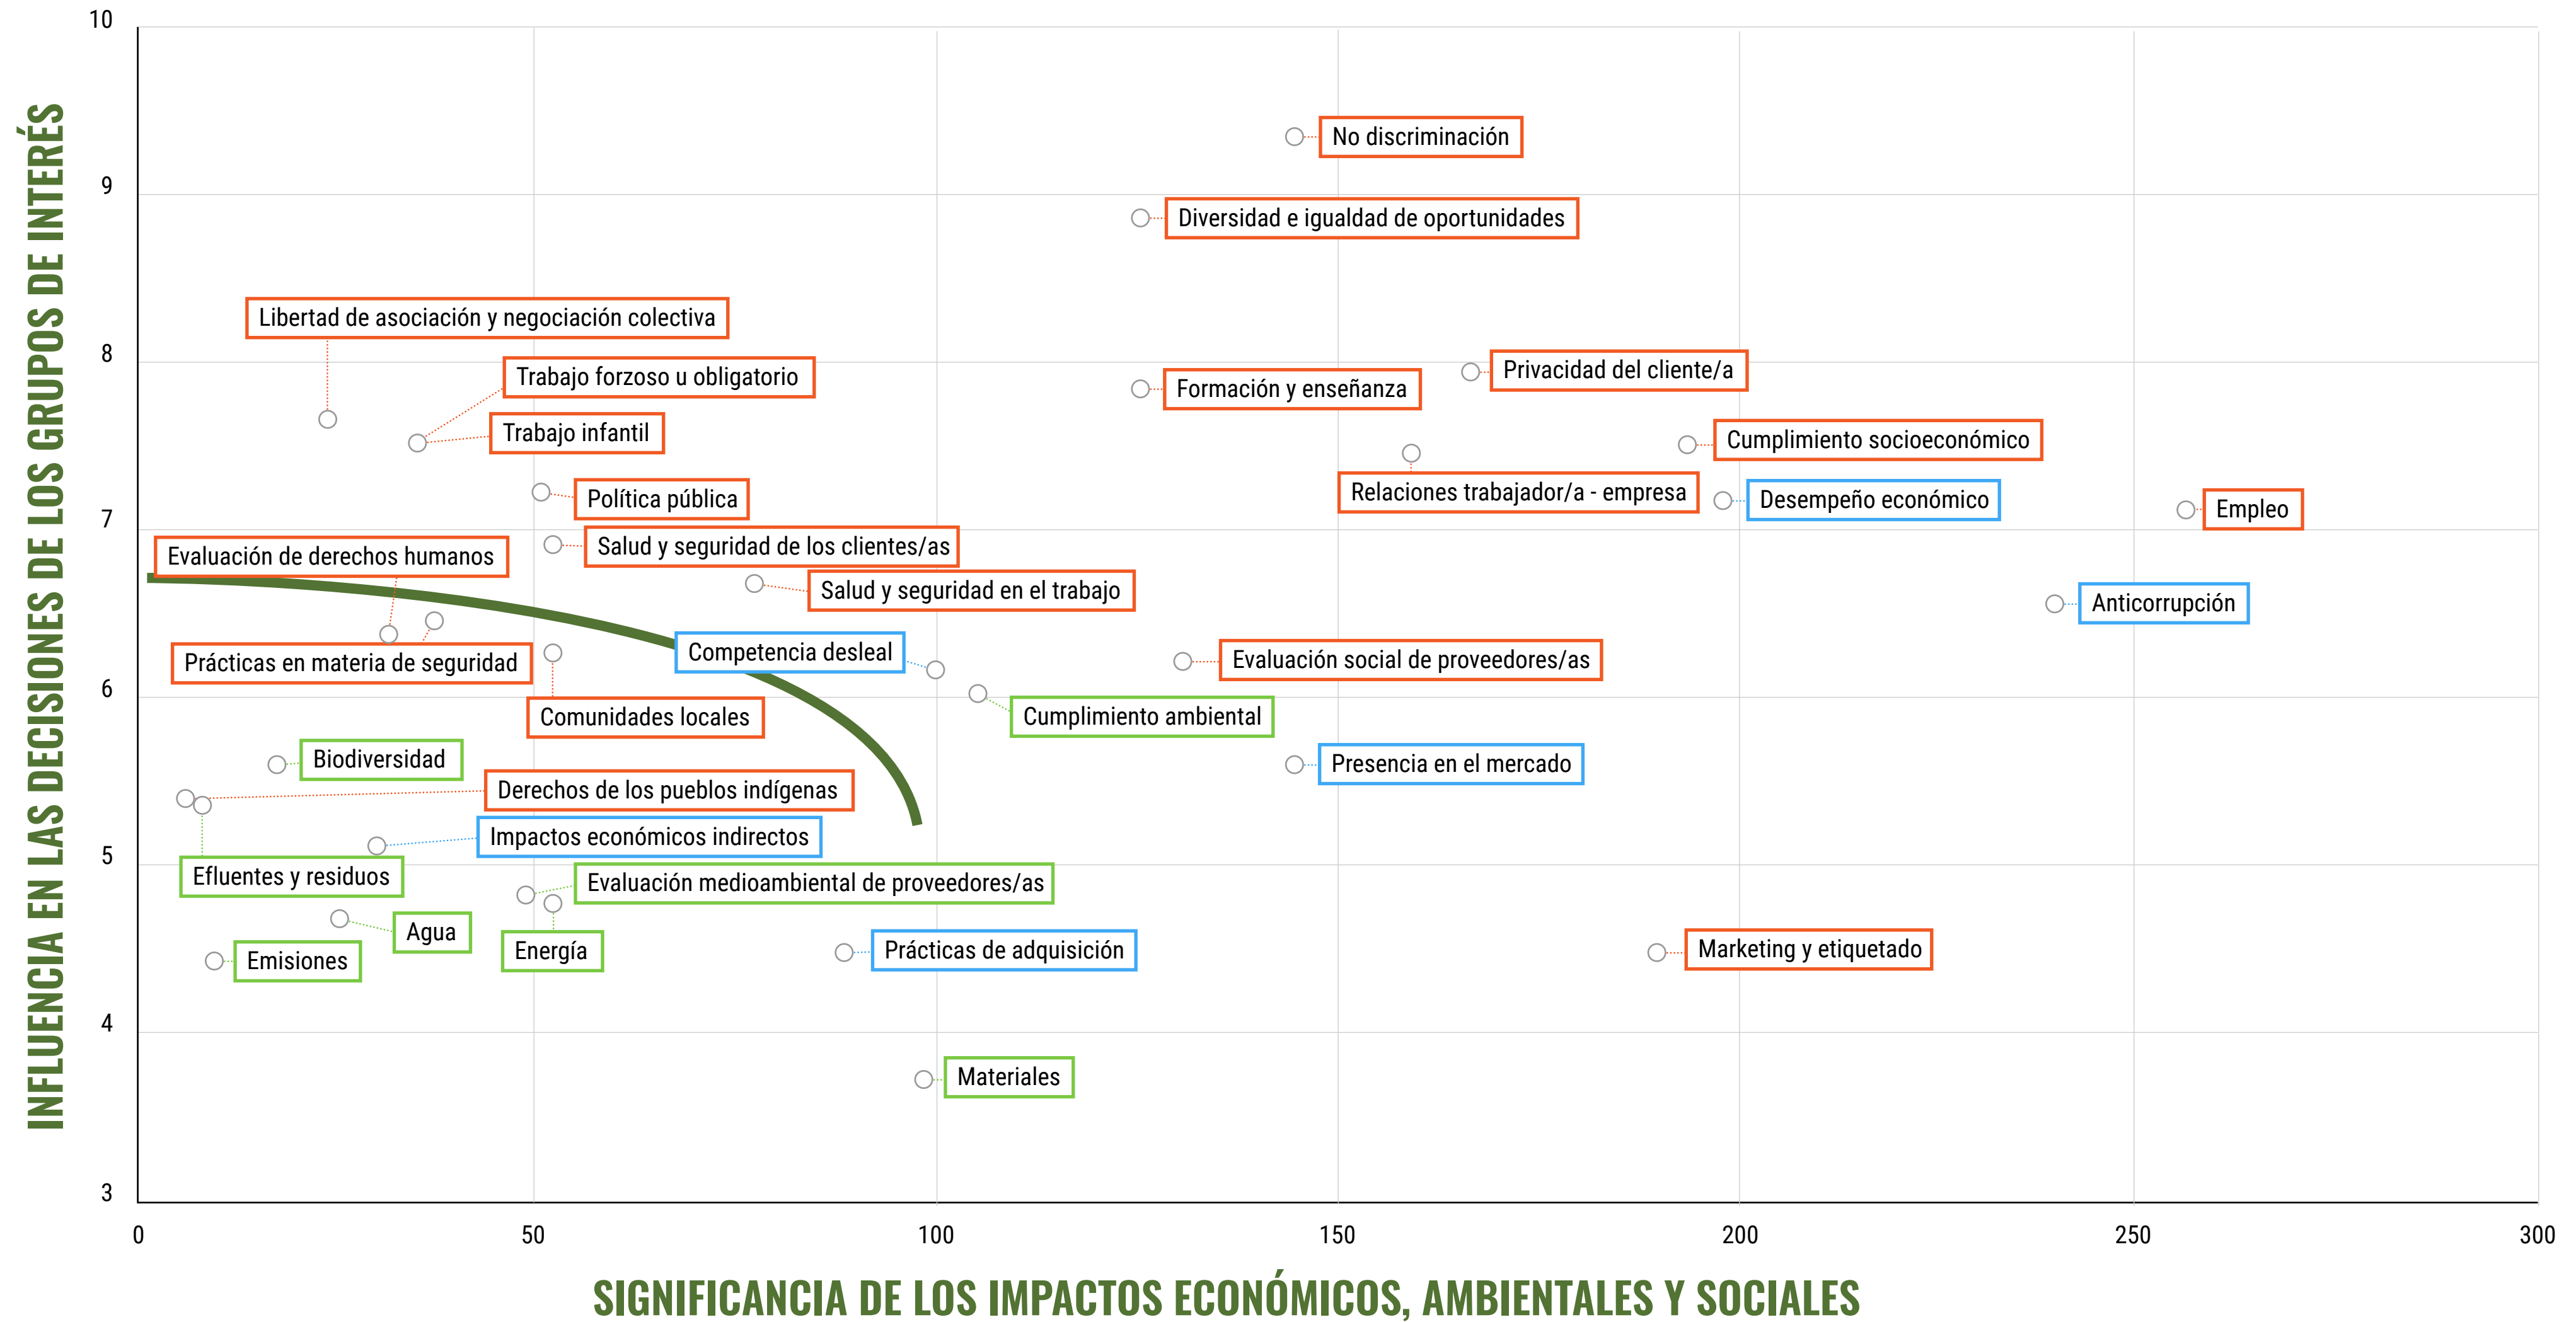 INFLUENCIA EN LAS DECISIONES DE LOS GRUPOS DE INTERÉS
10
9
8
7
6
5
4
3
No discriminación
Diversidad e igualdad de oportunidades
Libertad de asociación y negociación colectiva
Trabajo forzoso u obligatorio
Privacidad del cliente/a
Formación y enseñanza
Trabajo infantil
Cumplimiento socioeconómico
Relaciones trabajador/a - empresa
Política pública
Desempeño económico
Empleo
Salud y seguridad de los clientes/as
Evaluación de derechos humanos
Salud y seguridad en el trabajo
Anticorrupción
Competencia desleal
Prácticas en materia de seguridad
Evaluación social de proveedores/as
Comunidades locales
Cumplimiento ambiental
Biodiversidad
Presencia en el mercado
Derechos de los pueblos indígenas
Impactos económicos indirectos
Efluentes y residuos
Evaluación medioambiental de proveedores/as
Agua
Energía
Prácticas de adquisición
Marketing y etiquetado
Emisiones
Materiales
0
50
100
150
200
250
300
SIGNIFICANCIA DE LOS IMPACTOS ECONÓMICOS, AMBIENTALES Y SOCIALES